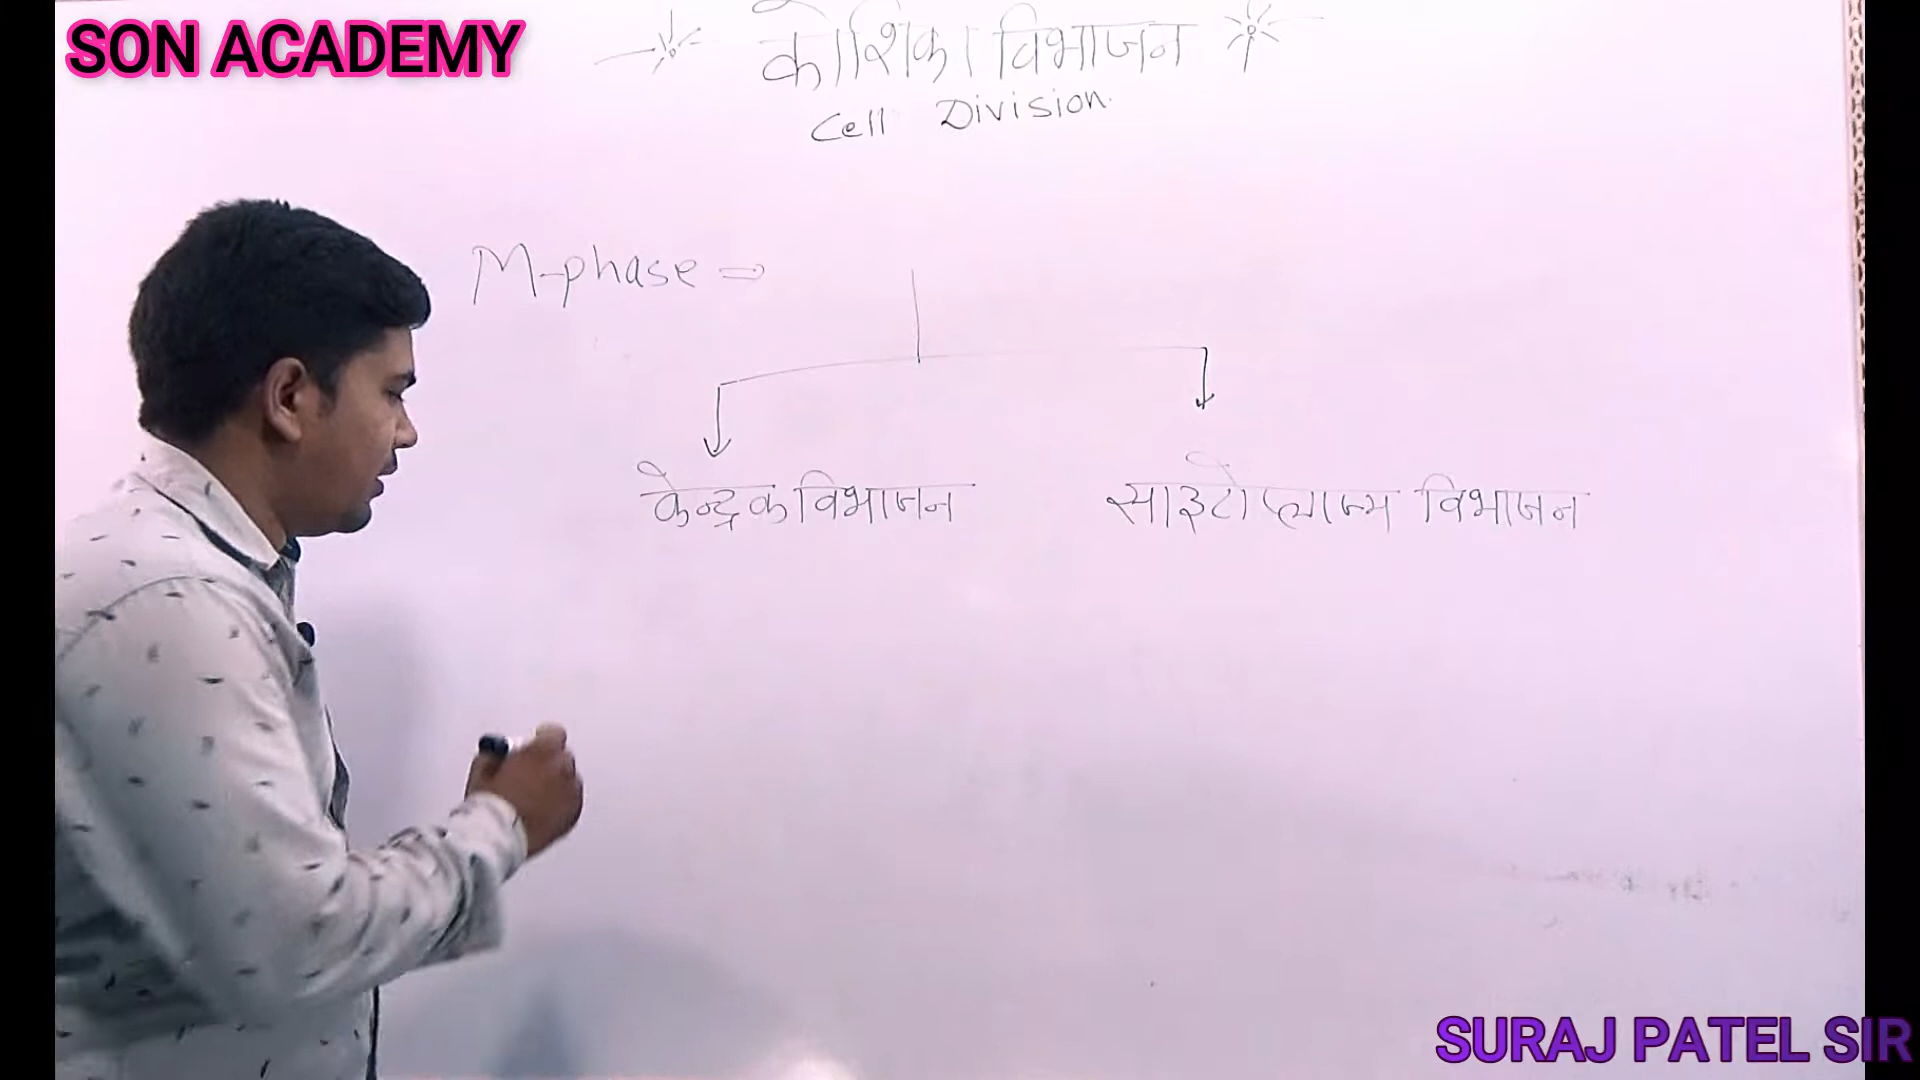 SON ACADEMY
कोशिका विभाजन
Cell Division
M-phase =
केन्द्रक विभाजन
साइटोप्लाज्म विभाजन
SURAJ PATEL SIR